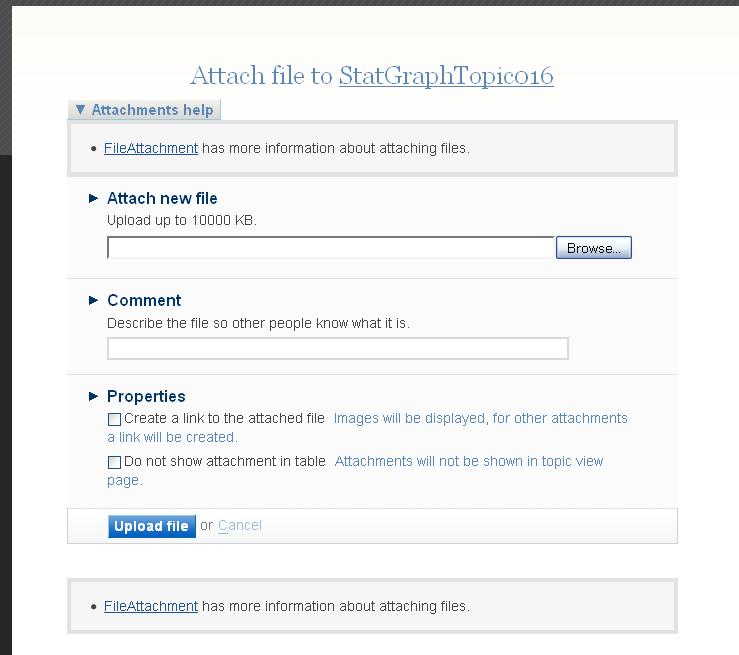 Attach file to StatGraphTopic016
▼ Attachments help
• FileAttachment has more information about attaching files.
Attach new file
Upload up to 10000 KB.
Browse...
Comment
Describe the file so other people know what it is.
Properties
Create a link to the attached file Images will be displayed, for other attachments
a link will be created.
Do not show attachment in table Attachments will not be shown in topic view
page.
Upload file or Cancel
• FileAttachment has more information about attaching files.